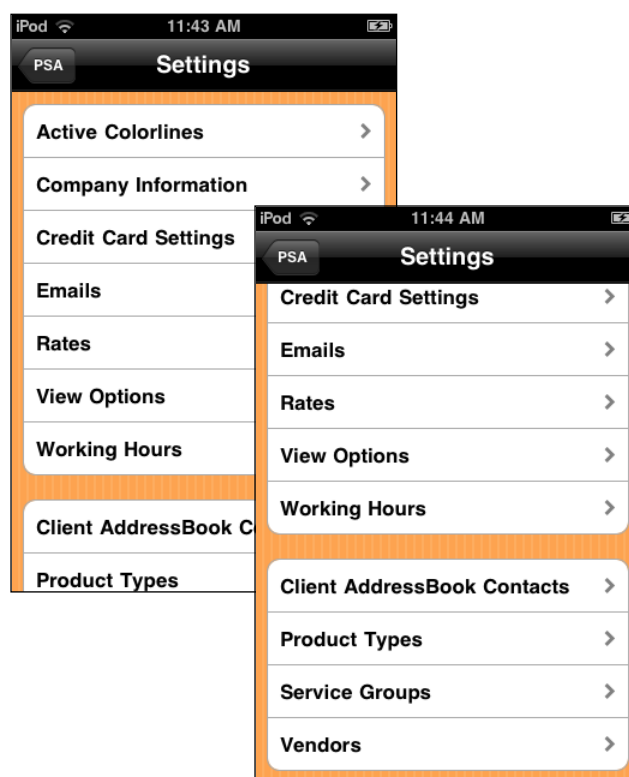 iPod 11:43 AM
PSA Settings
Active Colorlines
Company Information
Credit Card Settings
Emails
Rates
View Options
Working Hours
Client AddressBook C
Product Types
iPod 11:44 AM
PSA Settings
Credit Card Settings
Emails
Rates
View Options
Working Hours
Client AddressBook Contacts
Product Types
Service Groups
Vendors